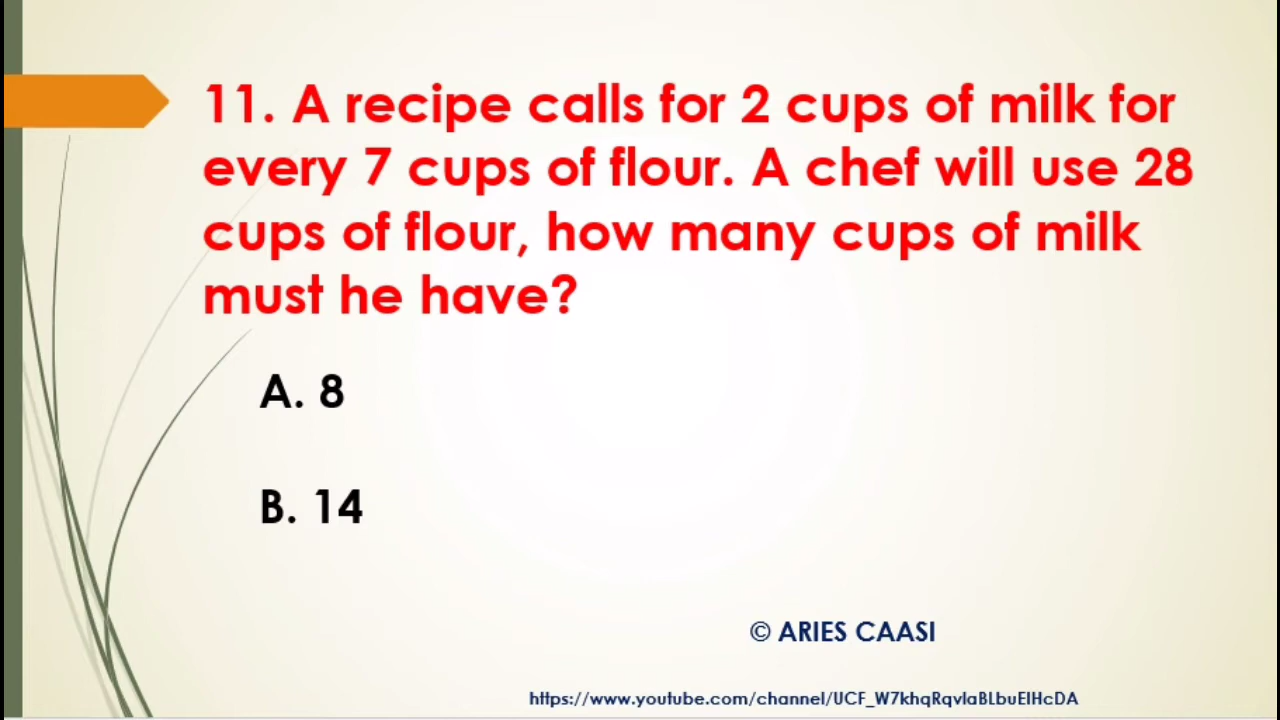 11. A recipe calls for 2 cups of milk for
every 7 cups of flour. A chef will use 28
cups of flour, how many cups of milk
must he have?
A. 8
B. 14
© ARIES CAASI
https://www.youtube.com/channel/UCF_W7khqRqvlaBLbuElHcDA